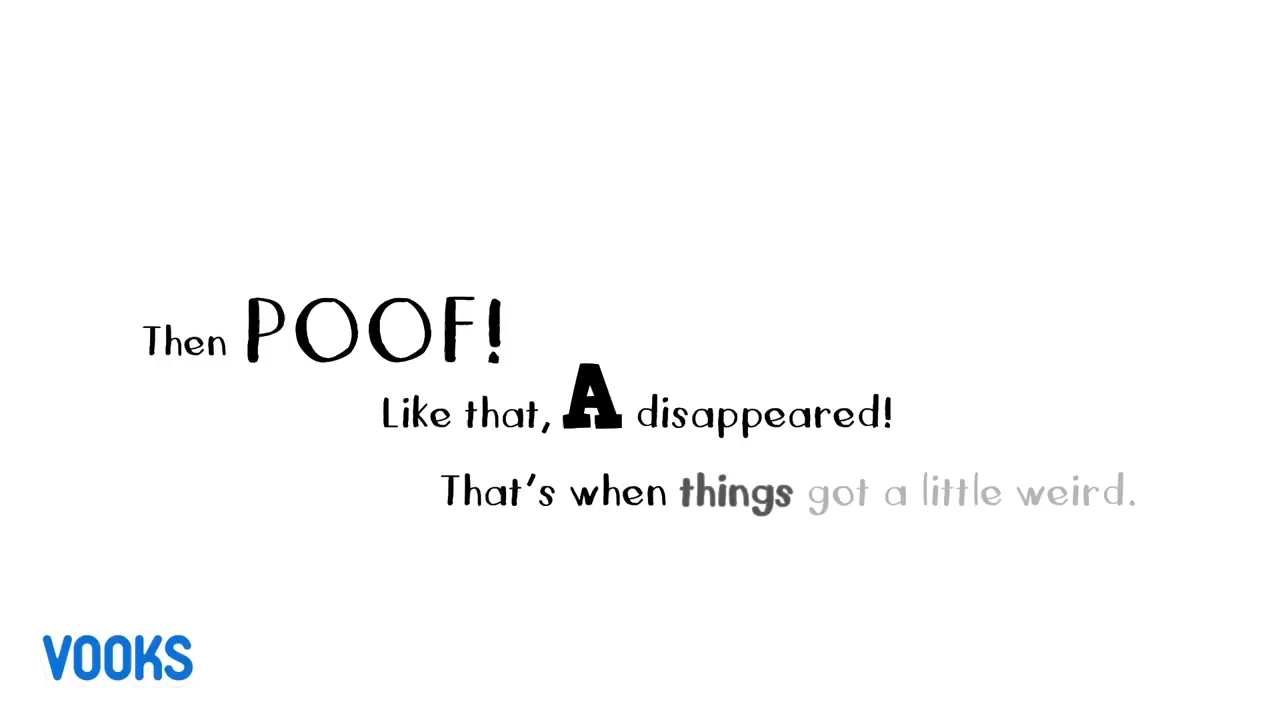 Then POOF!
Like that, A disappeared!
That's when things got a little weird.
VOOKS